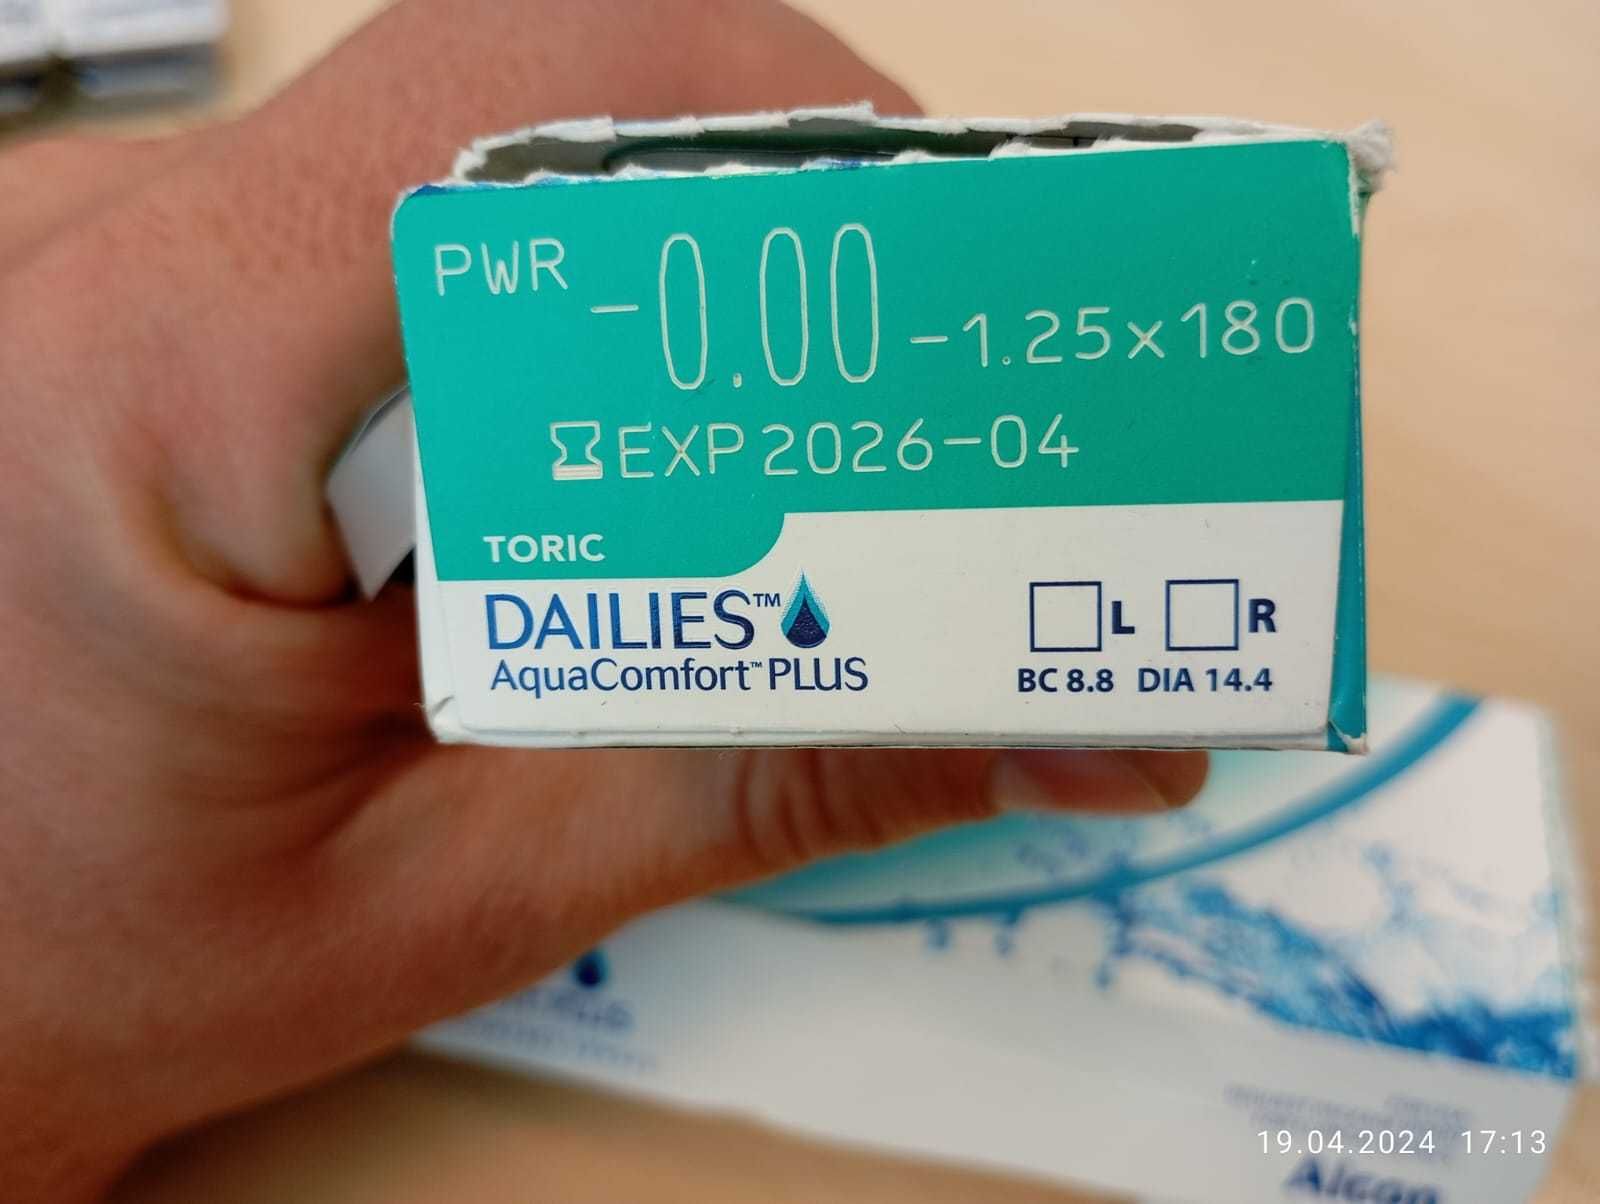 PWR -0.00 -1.25x180
EXP 2026-04
TORIC
DAILIES™
AquaComfort™ PLUS
L R
BC 8.8 DIA 14.4
19.04.2024 17:13
Alcon